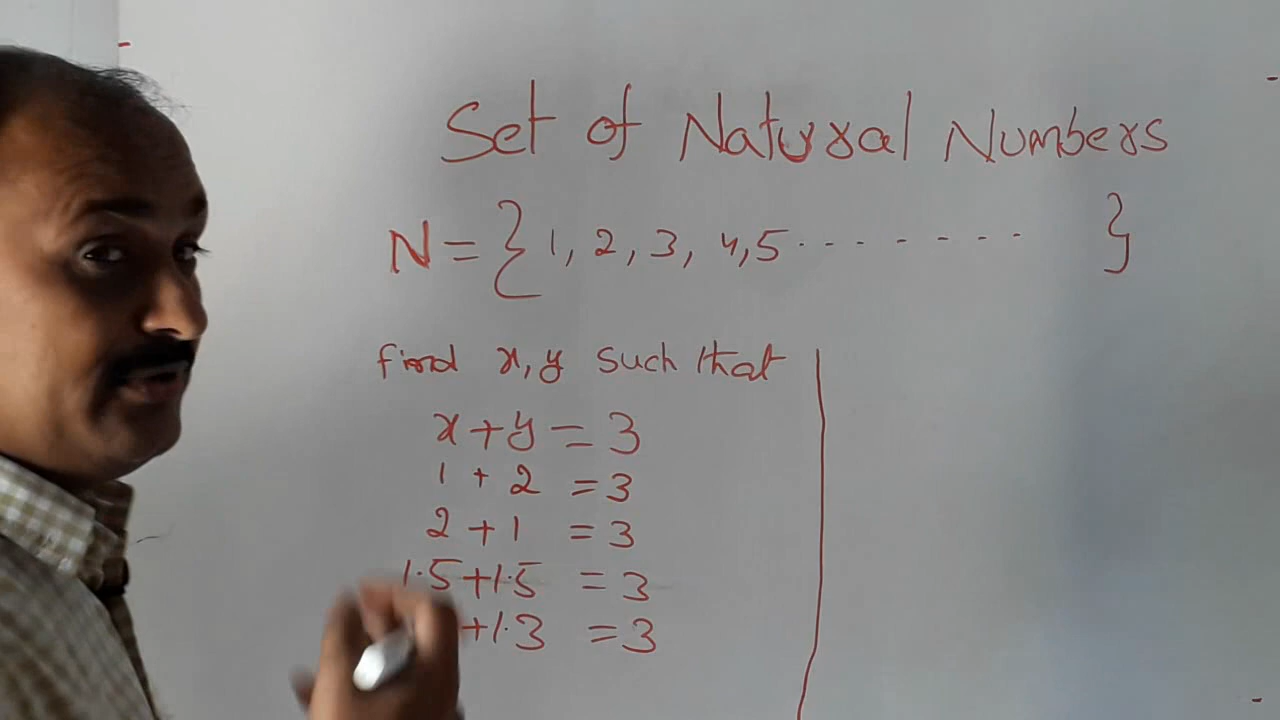 Set of Natural Numbers
N = { 1, 2, 3, 4, 5 - - - - - - - }
find x, y such that
x + y = 3
1 + 2 = 3
2 + 1 = 3
1.5 + 1.5 = 3
+ 1.3 = 3